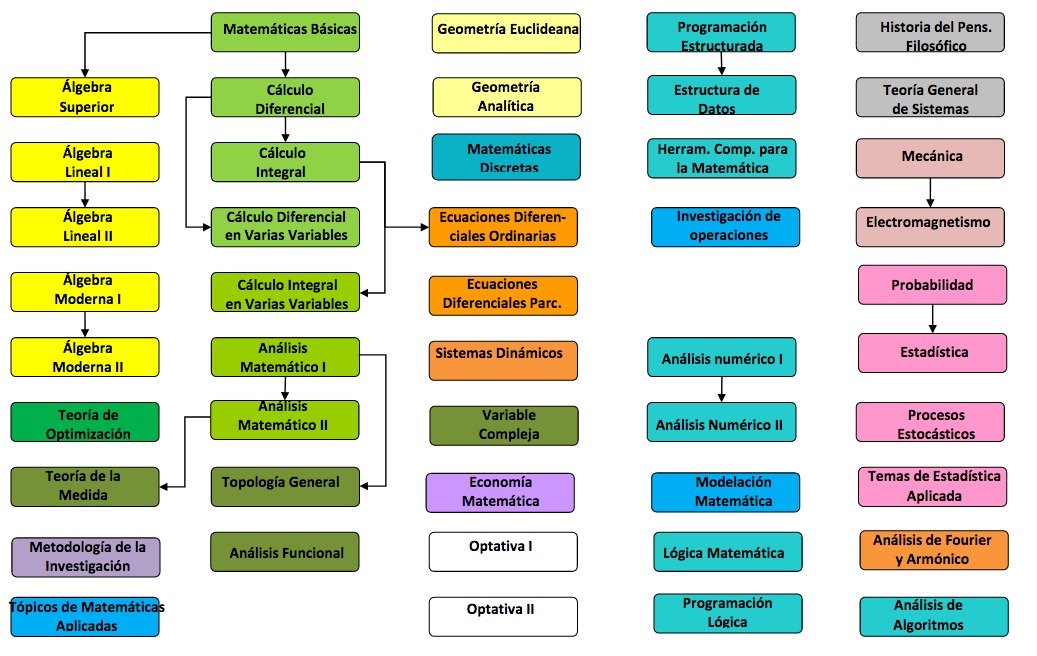 Matemáticas Básicas
Geometría Euclideana
Programación
Estructurada
Historia del Pens.
Filosófico
Álgebra
Superior
Cálculo
Diferencial
Geometría
Analítica
Estructura de
Datos
Teoría General
de Sistemas
Álgebra
Lineal I
Cálculo
Integral
Matemáticas
Discretas
Herram. Comp. para
la Matemática
Mecánica
Álgebra
Lineal II
Cálculo Diferencial
en Varias Variables
Ecuaciones Diferen-
ciales Ordinarias
Investigación de
operaciones
Electromagnetismo
Álgebra
Moderna I
Cálculo Integral
en Varias Variables
Ecuaciones
Diferenciales Parc.
Probabilidad
Álgebra
Moderna II
Análisis
Matemático I
Sistemas Dinámicos
Análisis numérico I
Estadística
Teoría de
Optimización
Análisis
Matemático II
Variable
Compleja
Análisis Numérico II
Procesos
Estocásticos
Teoría de la
Medida
Topología General
Economía
Matemática
Modelación
Matemática
Temas de Estadística
Aplicada
Metodología de la
Investigación
Análisis Funcional
Optativa I
Lógica Matemática
Análisis de Fourier
y Armónico
Tópicos de Matemáticas
Aplicadas
Optativa II
Programación
Lógica
Análisis de
Algoritmos